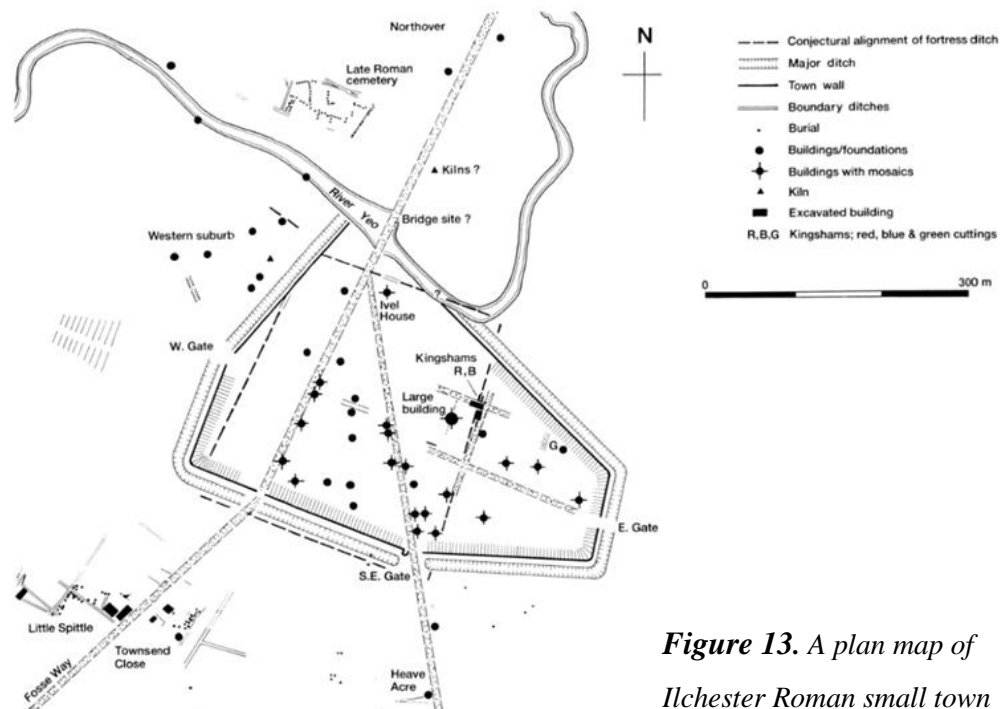 Northover
Late Roman
cemetery
Kilns ?
River Yeo
Bridge site ?
Western suburb
?
Ivel
House
W. Gate
Kingshams
R,B
Large
building
G
E. Gate
S.E. Gate
Little Spittle
Townsend
Close
Fosse Way
Heave
Acre
N
Conjectural alignment of fortress ditch
Major ditch
Town wall
Boundary ditches
Burial
Buildings/foundations
Buildings with mosaics
Kiln
Excavated building
R,B,G Kingshams; red, blue & green cuttings
0 300 m
Figure 13. A plan map of
Ilchester Roman small town